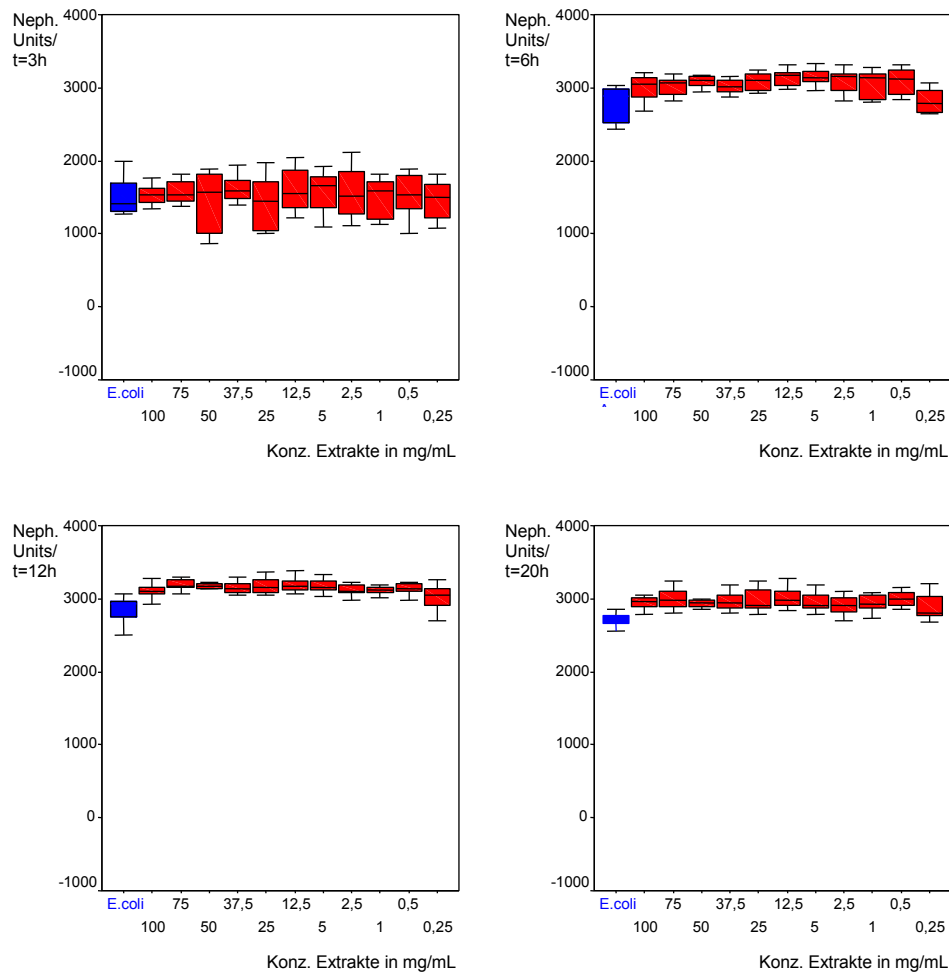 Neph.
Units/
t=3h
4000
3000
2000
1000
0
-1000
E.coli 75 37,5 12,5 2,5 0,5
100 50 25 5 1 0,25
Konz. Extrakte in mg/mL
Neph.
Units/
t=6h
4000
3000
2000
1000
0
-1000
E.coli 75 37,5 12,5 2,5 0,5
100 50 25 5 1 0,25
Konz. Extrakte in mg/mL
Neph.
Units/
t=12h
4000
3000
2000
1000
0
-1000
E.coli 75 37,5 12,5 2,5 0,5
100 50 25 5 1 0,25
Konz. Extrakte in mg/mL
Neph.
Units/
t=20h
4000
3000
2000
1000
0
-1000
E.coli 75 37,5 12,5 2,5 0,5
100 50 25 5 1 0,25
Konz. Extrakte in mg/mL